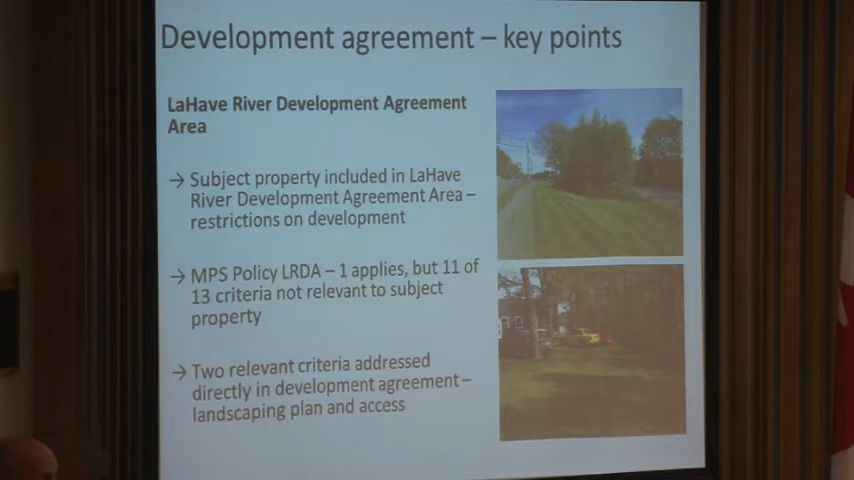 Development agreement – key points
LaHave River Development Agreement
Area
→ Subject property included in LaHave
River Development Agreement Area –
restrictions on development
→ MPS Policy LRDA – 1 applies, but 11 of
13 criteria not relevant to subject
property
→ Two relevant criteria addressed
directly in development agreement –
landscaping plan and access